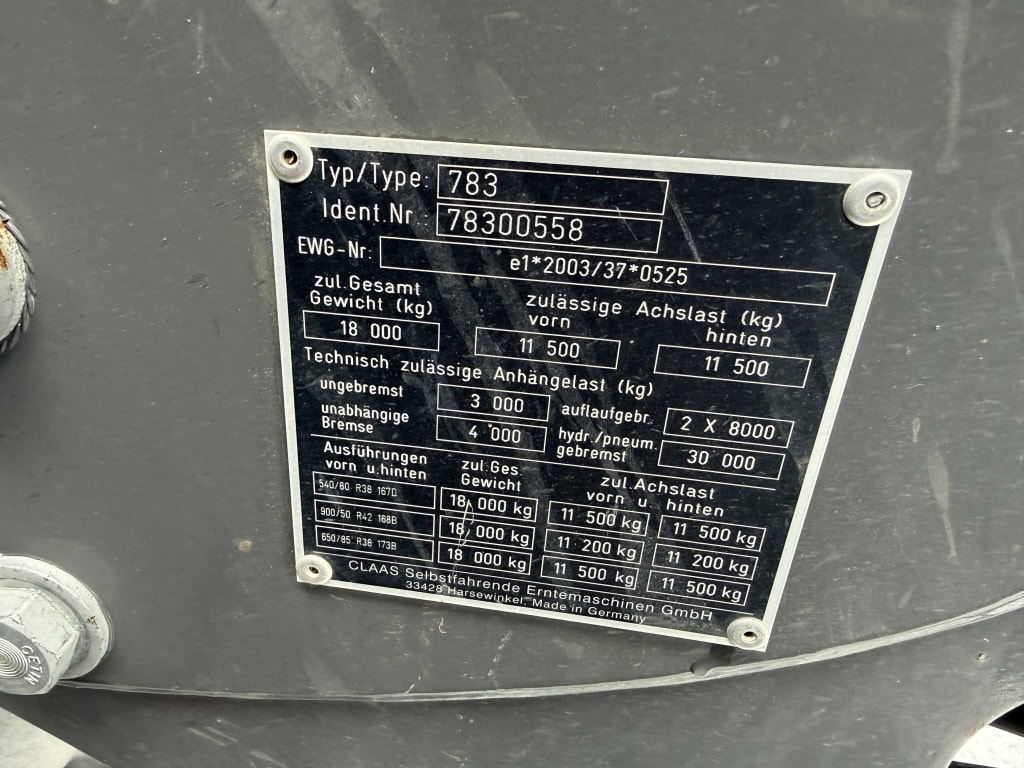 Typ/Type: 783
Ident.Nr.: 78300558
EWG-Nr: e1*2003/37*0525
zul.Gesamt
Gewicht (kg)
18 000
zulässige Achslast (kg)
vorn hinten
11 500 11 500
Technisch zulässige Anhängelast (kg)
ungebremst 3 000 auflaufgebr. 2 X 8000
unabhängige
Bremse
4 000
hydr./pneum.
gebremst
30 000
Ausführungen
vorn u.hinten
zul.Ges.
Gewicht
zul.Achslast
vorn u. hinten
540/80 R38 167D 18 000 kg 11 500 kg 11 500 kg
900/50 R42 168B 18 000 kg 11 200 kg 11 200 kg
650/85 R38 173B 18 000 kg 11 500 kg 11 500 kg
CLAAS Selbstfahrende Erntemaschinen GmbH
33428 Harsewinkel, Made in Germany